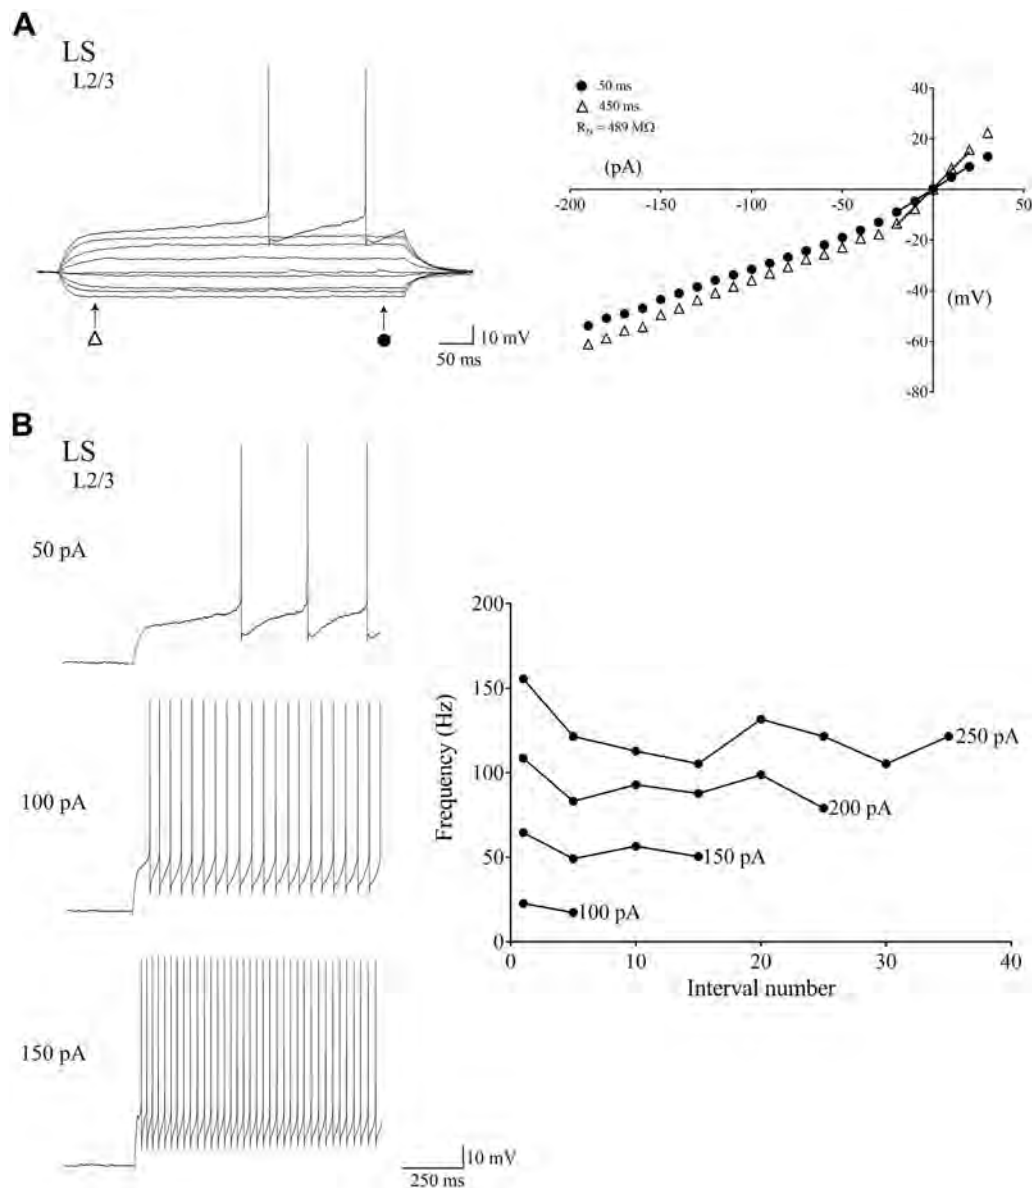 A
LS
L2/3
10 mV
50 ms
50 ms
450 ms
R_N = 489 MΩ
(pA)
(mV)
40
20
0
-20
-40
-60
-80
-200
-150
-100
-50
50
B
LS
L2/3
50 pA
100 pA
150 pA
10 mV
250 ms
Frequency (Hz)
200
150
100
50
0
0
10
20
30
40
Interval number
250 pA
200 pA
150 pA
100 pA